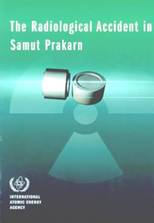 The Radiological Accident in
Samut Prakarn
INTERNATIONAL
ATOMIC ENERGY
AGENCY